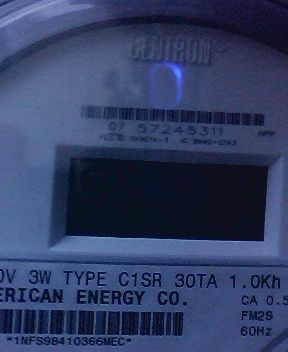 CENTRON
07 57245311
0V 3W TYPE C1SR 30TA 1.0Kh
ERICAN ENERGY CO.
CA 0.5
FM2S
60Hz
*1NFS98410366MEC*